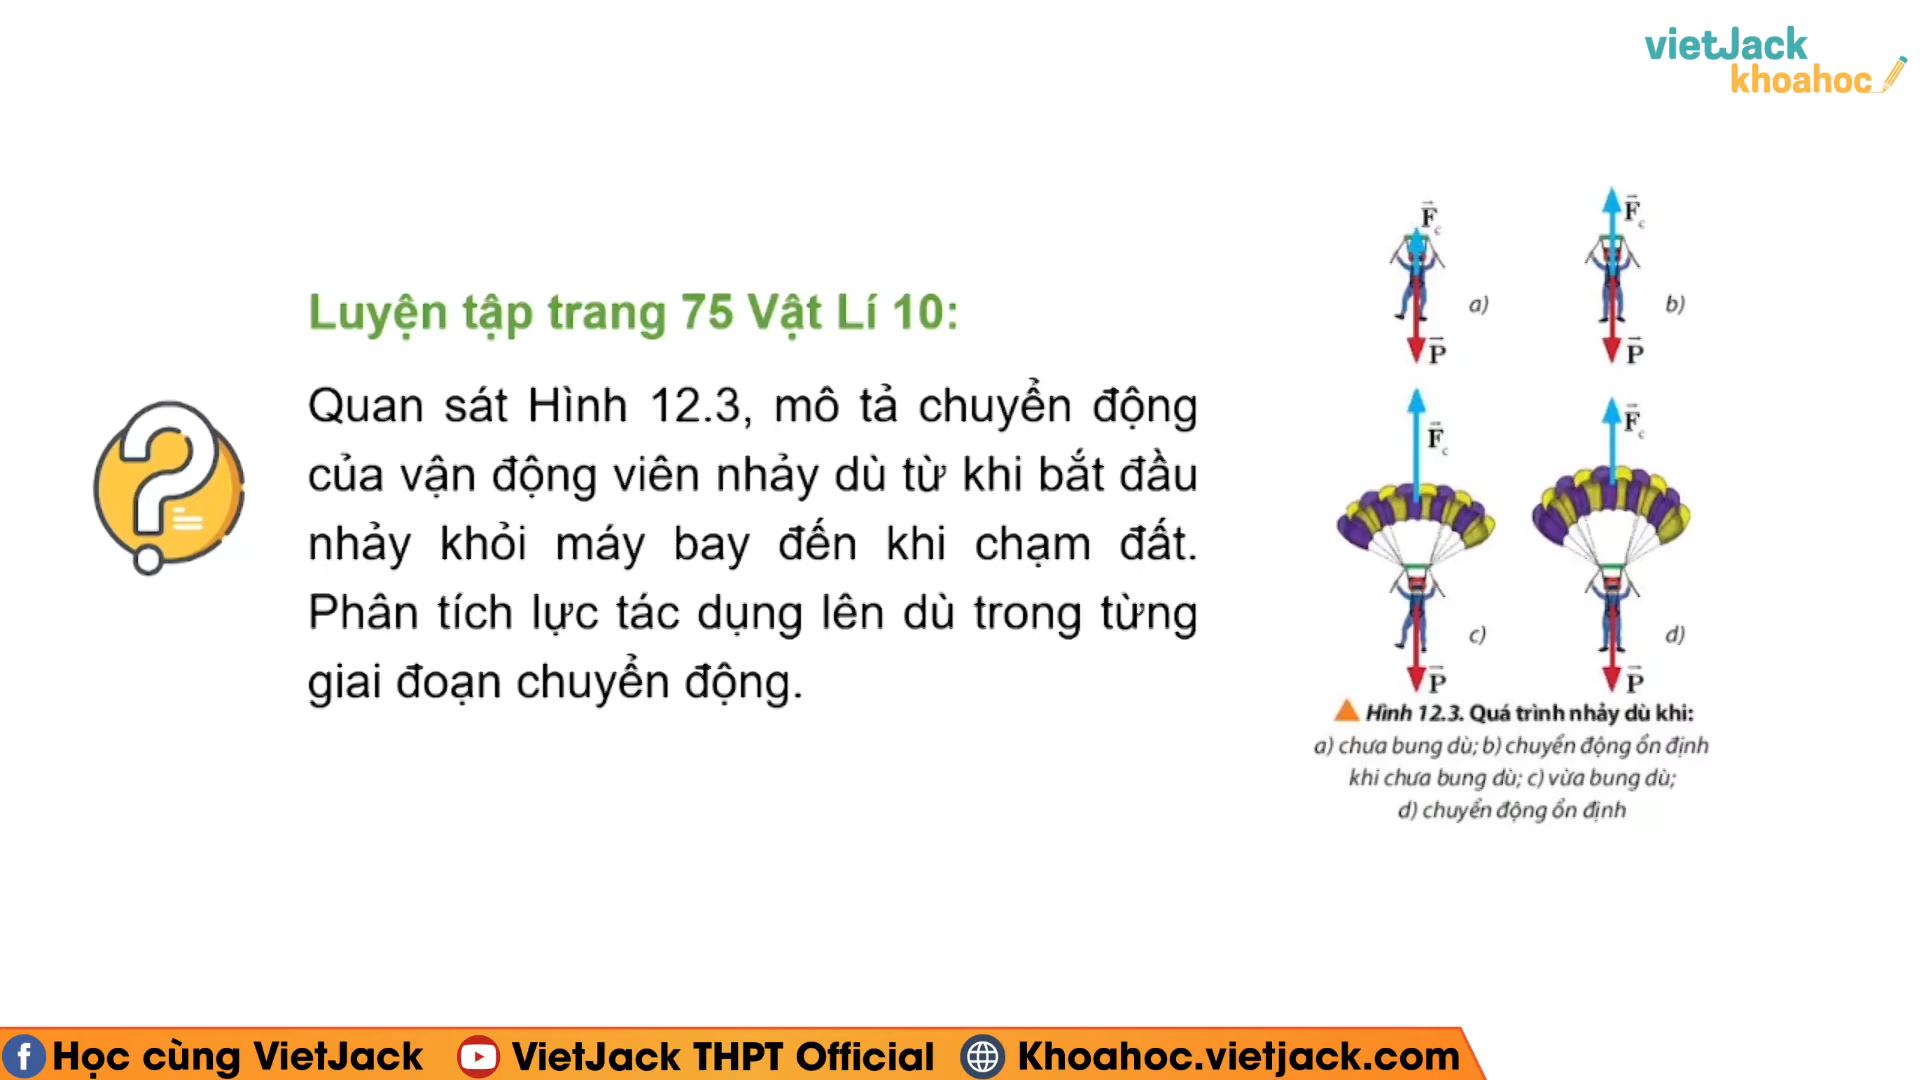 vietJack
khoahoc
Luyện tập trang 75 Vật Lí 10:
Quan sát Hình 12.3, mô tả chuyển động
của vận động viên nhảy dù từ khi bắt đầu
nhảy khỏi máy bay đến khi chạm đất.
Phân tích lực tác dụng lên dù trong từng
giai đoạn chuyển động.
F⃗c
a)
P⃗
F⃗c
b)
P⃗
F⃗c
c)
P⃗
F⃗c
d)
P⃗
Hình 12.3. Quá trình nhảy dù khi:
a) chưa bung dù; b) chuyển động ổn định
khi chưa bung dù; c) vừa bung dù;
d) chuyển động ổn định
Học cùng VietJack
VietJack THPT Official
Khoahoc.vietjack.com